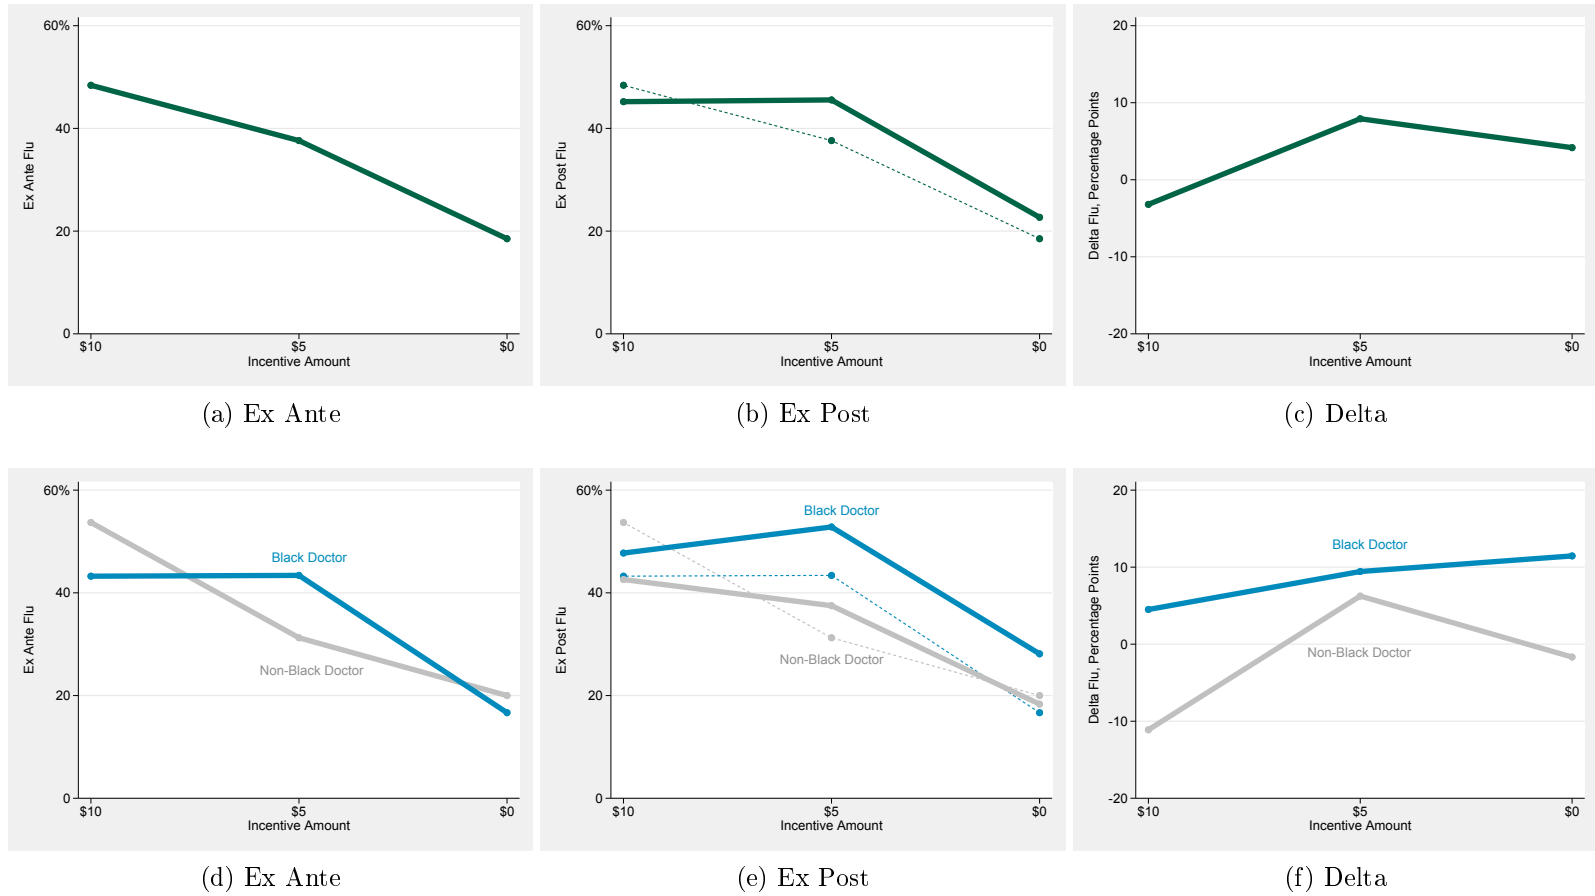 60%
40
20
0
Ex Ante Flu
$10
$5
$0
Incentive Amount
(a) Ex Ante
60%
40
20
0
Ex Post Flu
$10
$5
$0
Incentive Amount
(b) Ex Post
20
10
0
-10
-20
Delta Flu, Percentage Points
$10
$5
$0
Incentive Amount
(c) Delta
60%
40
20
0
Ex Ante Flu
Black Doctor
Non-Black Doctor
$10
$5
$0
Incentive Amount
(d) Ex Ante
60%
40
20
0
Ex Post Flu
Black Doctor
Non-Black Doctor
$10
$5
$0
Incentive Amount
(e) Ex Post
20
10
0
-10
-20
Delta Flu, Percentage Points
Black Doctor
Non-Black Doctor
$10
$5
$0
Incentive Amount
(f) Delta